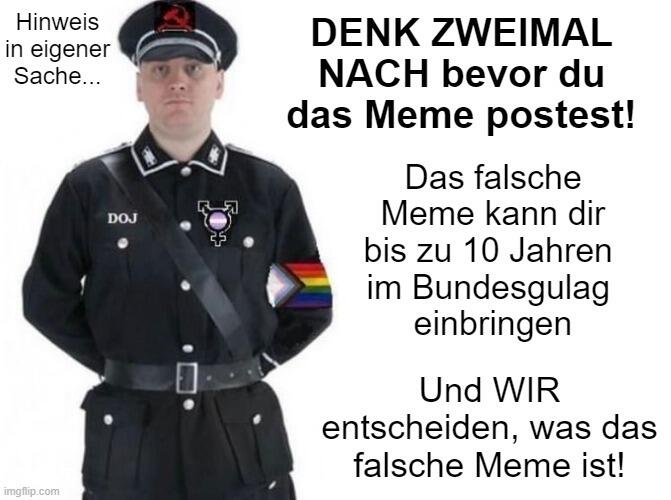 Hinweis
in eigener
Sache...
DENK ZWEIMAL
NACH bevor du
das Meme postest!
DOJ
Das falsche
Meme kann dir
bis zu 10 Jahren
im Bundesgulag
einbringen
Und WIR
entscheiden, was das
falsche Meme ist!
imgflip.com